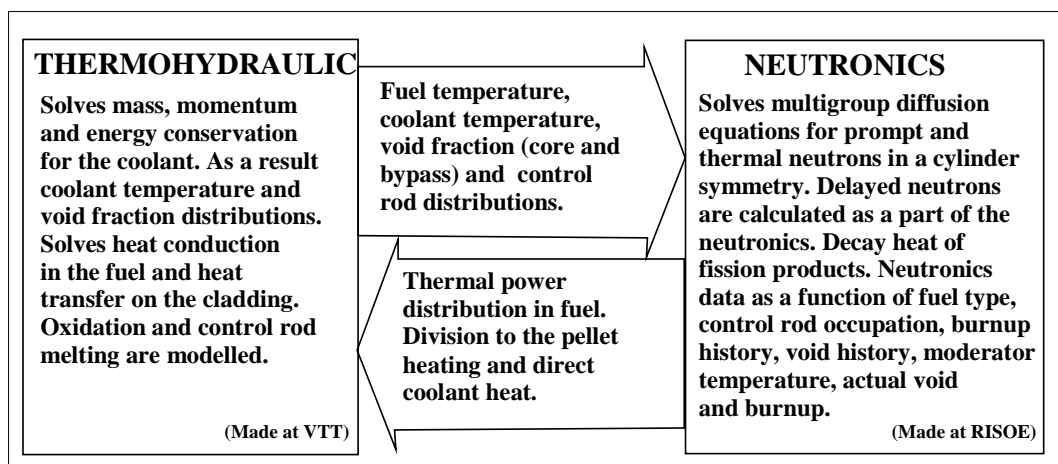 THERMOHYDRAULIC
Solves mass, momentum
and energy conservation
for the coolant. As a result
coolant temperature and
void fraction distributions.
Solves heat conduction
in the fuel and heat
transfer on the cladding.
Oxidation and control rod
melting are modelled.
(Made at VTT)
Fuel temperature,
coolant temperature,
void fraction (core and
bypass) and control
rod distributions.
Thermal power
distribution in fuel.
Division to the pellet
heating and direct
coolant heat.
NEUTRONICS
Solves multigroup diffusion
equations for prompt and
thermal neutrons in a cylinder
symmetry. Delayed neutrons
are calculated as a part of the
neutronics. Decay heat of
fission products. Neutronics
data as a function of fuel type,
control rod occupation, burnup
history, void history, moderator
temperature, actual void
and burnup.
(Made at RISOE)